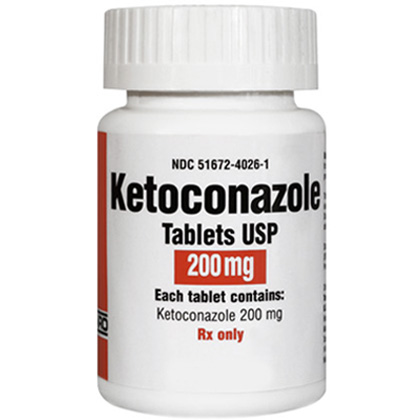 NDC 51672-4026-1
Ketoconazole
Tablets USP
200 mg
Each tablet contains:
Ketoconazole 200 mg
Rx only